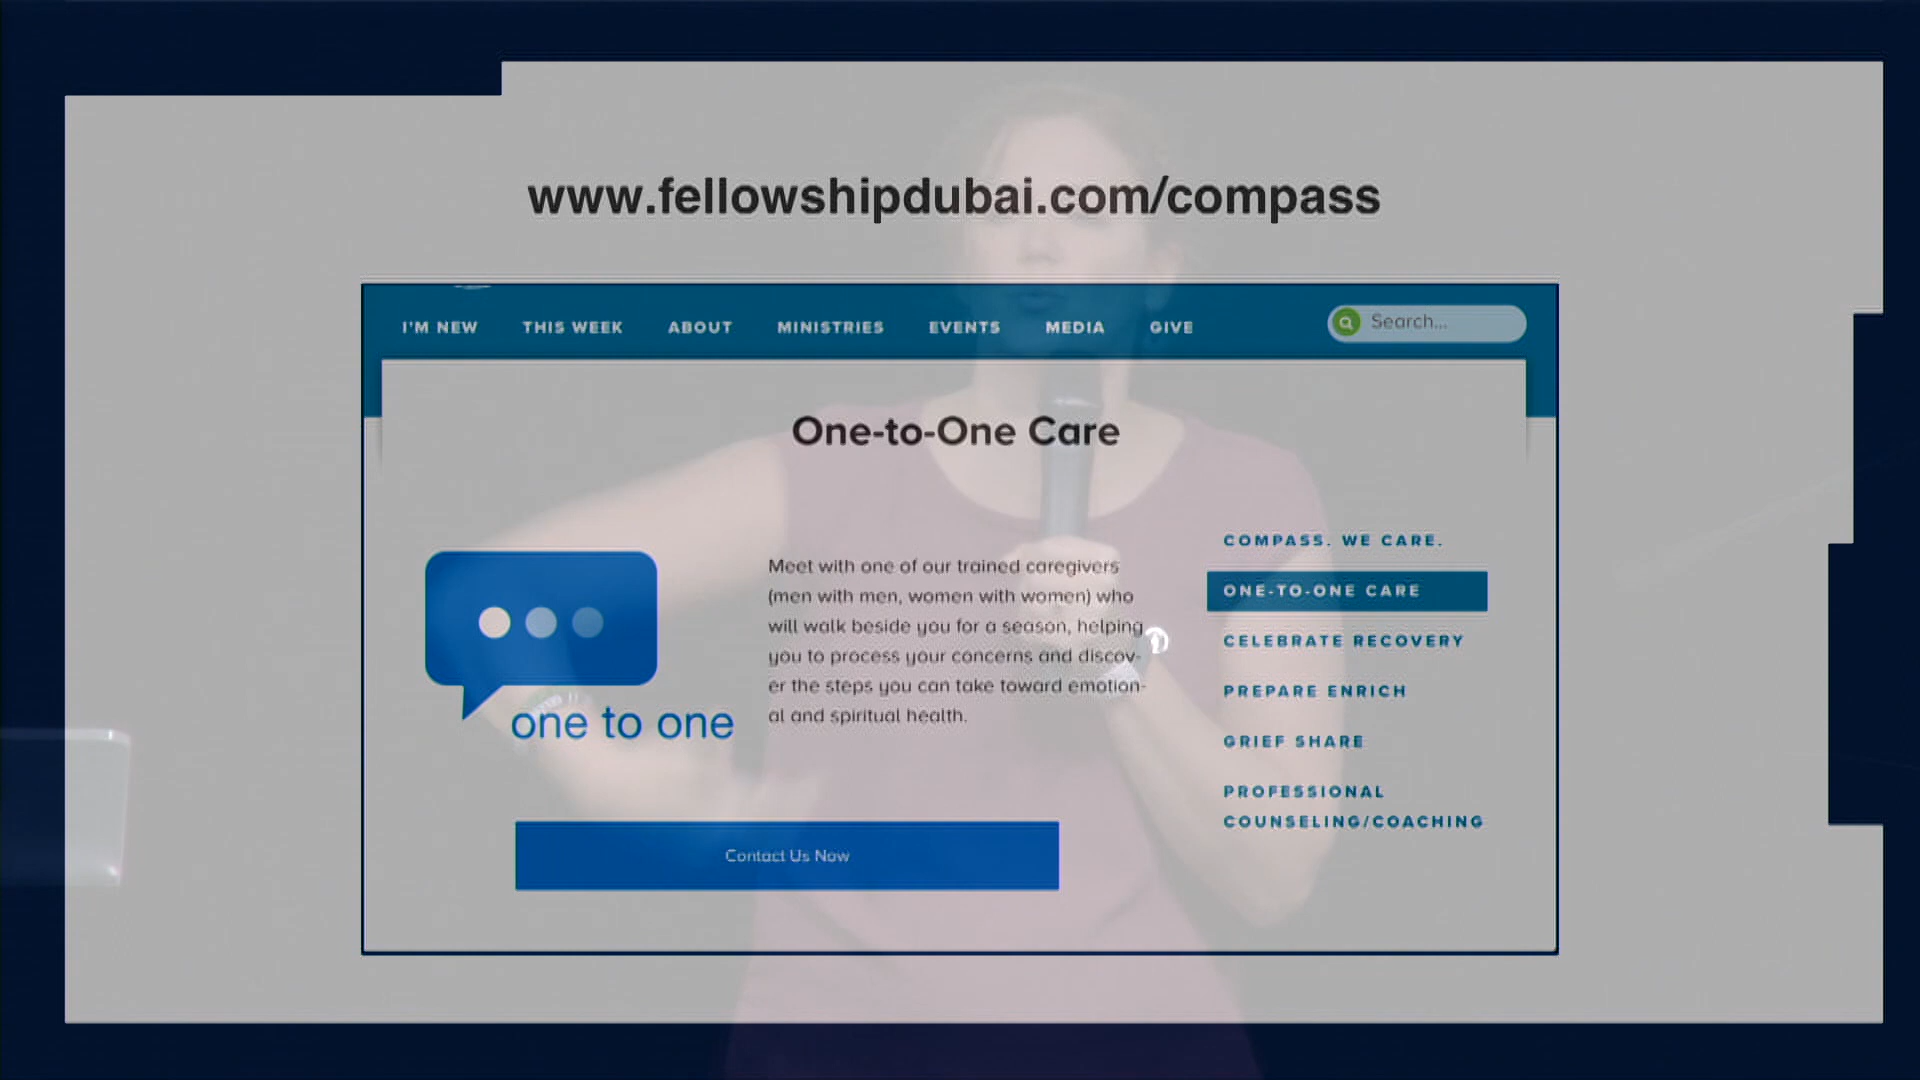 www.fellowshipdubai.com/compass
I'M NEW THIS WEEK ABOUT MINISTRIES EVENTS MEDIA GIVE Search...
One-to-One Care
one to one
Meet with one of our trained caregivers
(men with men, women with women) who
will walk beside you for a season, helping
you to process your concerns and discov-
er the steps you can take toward emotion-
al and spiritual health.
Contact Us Now
COMPASS. WE CARE.
ONE-TO-ONE CARE
CELEBRATE RECOVERY
PREPARE ENRICH
GRIEF SHARE
PROFESSIONAL
COUNSELING/COACHING